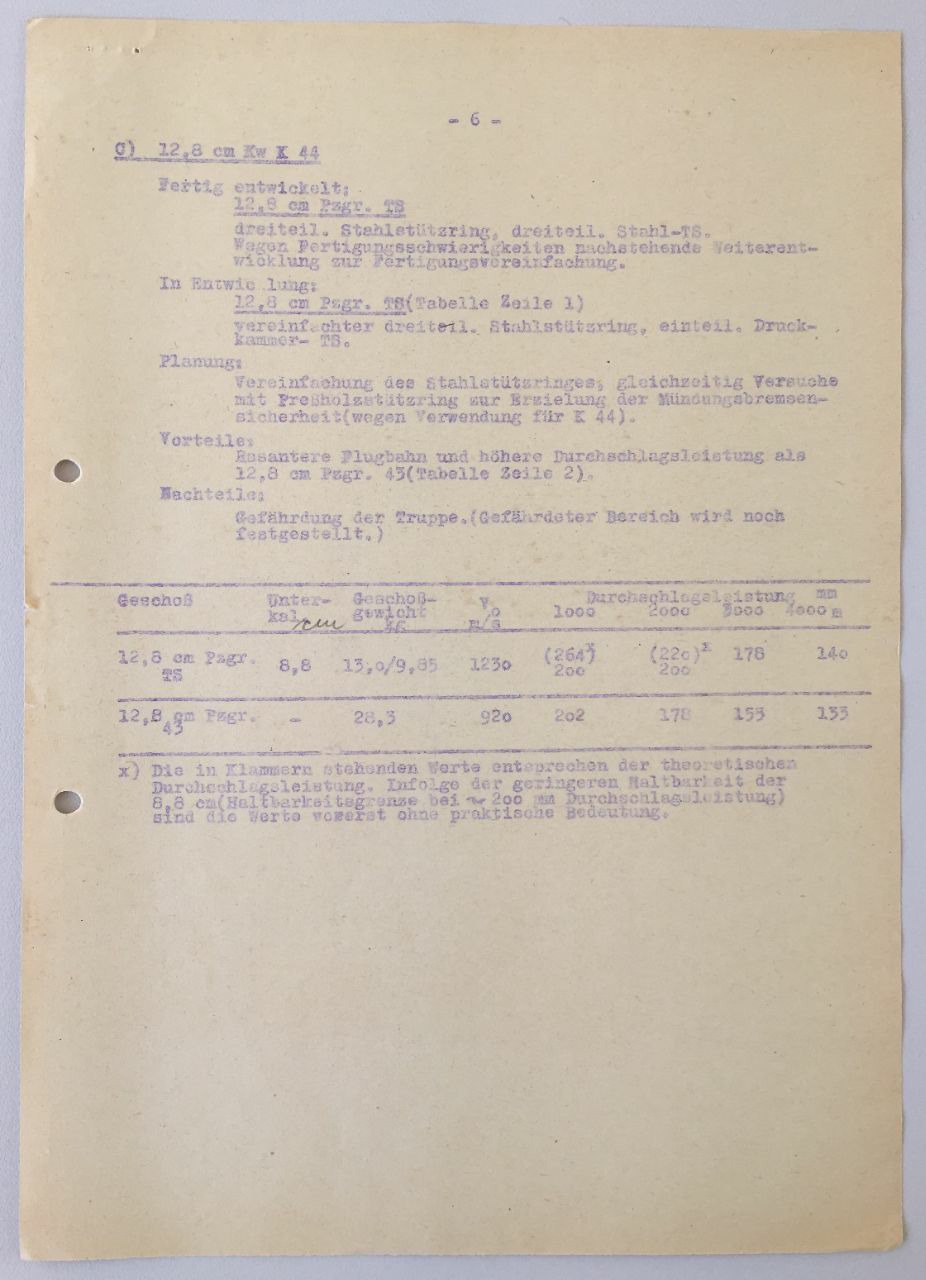 - 6 -
C) 12,8 cm Kw K 44
Fertig entwickelt:
12,8 cm Pzgr. TS
dreiteil. Stahlstützring, dreiteil. Stahl-TS.
Wegen Fertigungsschwierigkeiten nachstehende Weiterent-
wicklung zur Fertigungsvereinfachung.
In Entwic lung:
12,8 cm Pzgr. TS(Tabelle Zeile 1)
vereinfachter dreiteil. Stahlstützring, einteil. Druck-
kammer- TS.
Planung:
Vereinfachung des Stahlstützringes, gleichzeitig Versuche
mit Preßholzstützring zur Erzielung der Mündungsbremsen-
sicherheit(wegen Verwendung für K 44).
Vorteile:
Rasantere Flugbahn und höhere Durchschlagsleistung als
12,8 cm Pzgr. 43(Tabelle Zeile 2).
Nachteile:
Gefährdung der Truppe.(Gefährdeter Bereich wird noch
festgestellt.)
Geschoß Unter- Geschoß- v Durchschlagsleistung mm
kal. cm gewicht o 1000 2000 3000 4000 m
kg m/s
12,8 cm Pzgr. 8,8 13,0/9,85 1230 (264)x (220)x 178 140
TS 200 200
12,8 cm Pzgr. - 28,3 920 202 178 155 133
43
x) Die in Klammern stehenden Werte entsprechen der theoretischen
Durchschlagsleistung. Infolge der geringeren Haltbarkeit der
8,8 cm(Haltbarkeitsgrenze bei ~ 200 mm Durchschlagsleistung)
sind die Werte vorerst ohne praktische Bedeutung.